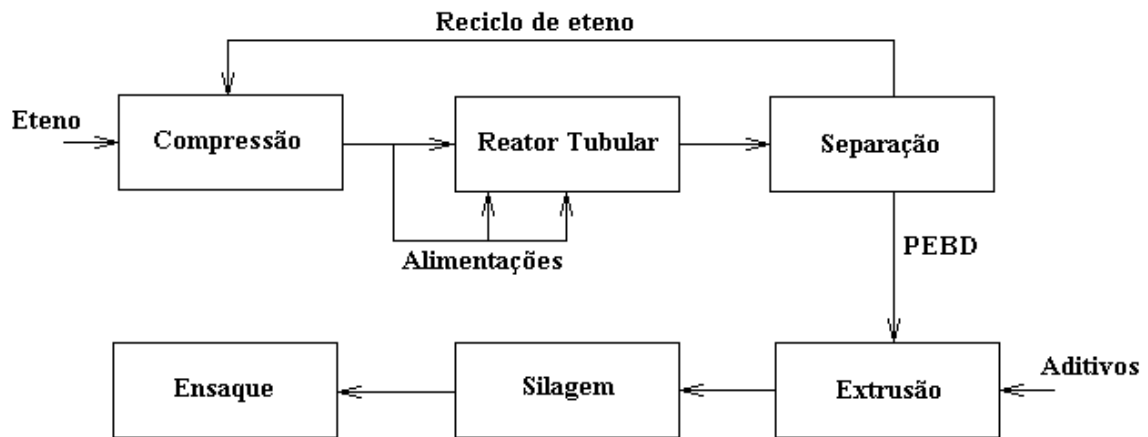 Reciclo de eteno
Eteno
Compressão
Reator Tubular
Separação
Alimentações
PEBD
Ensaque
Silagem
Extrusão
Aditivos